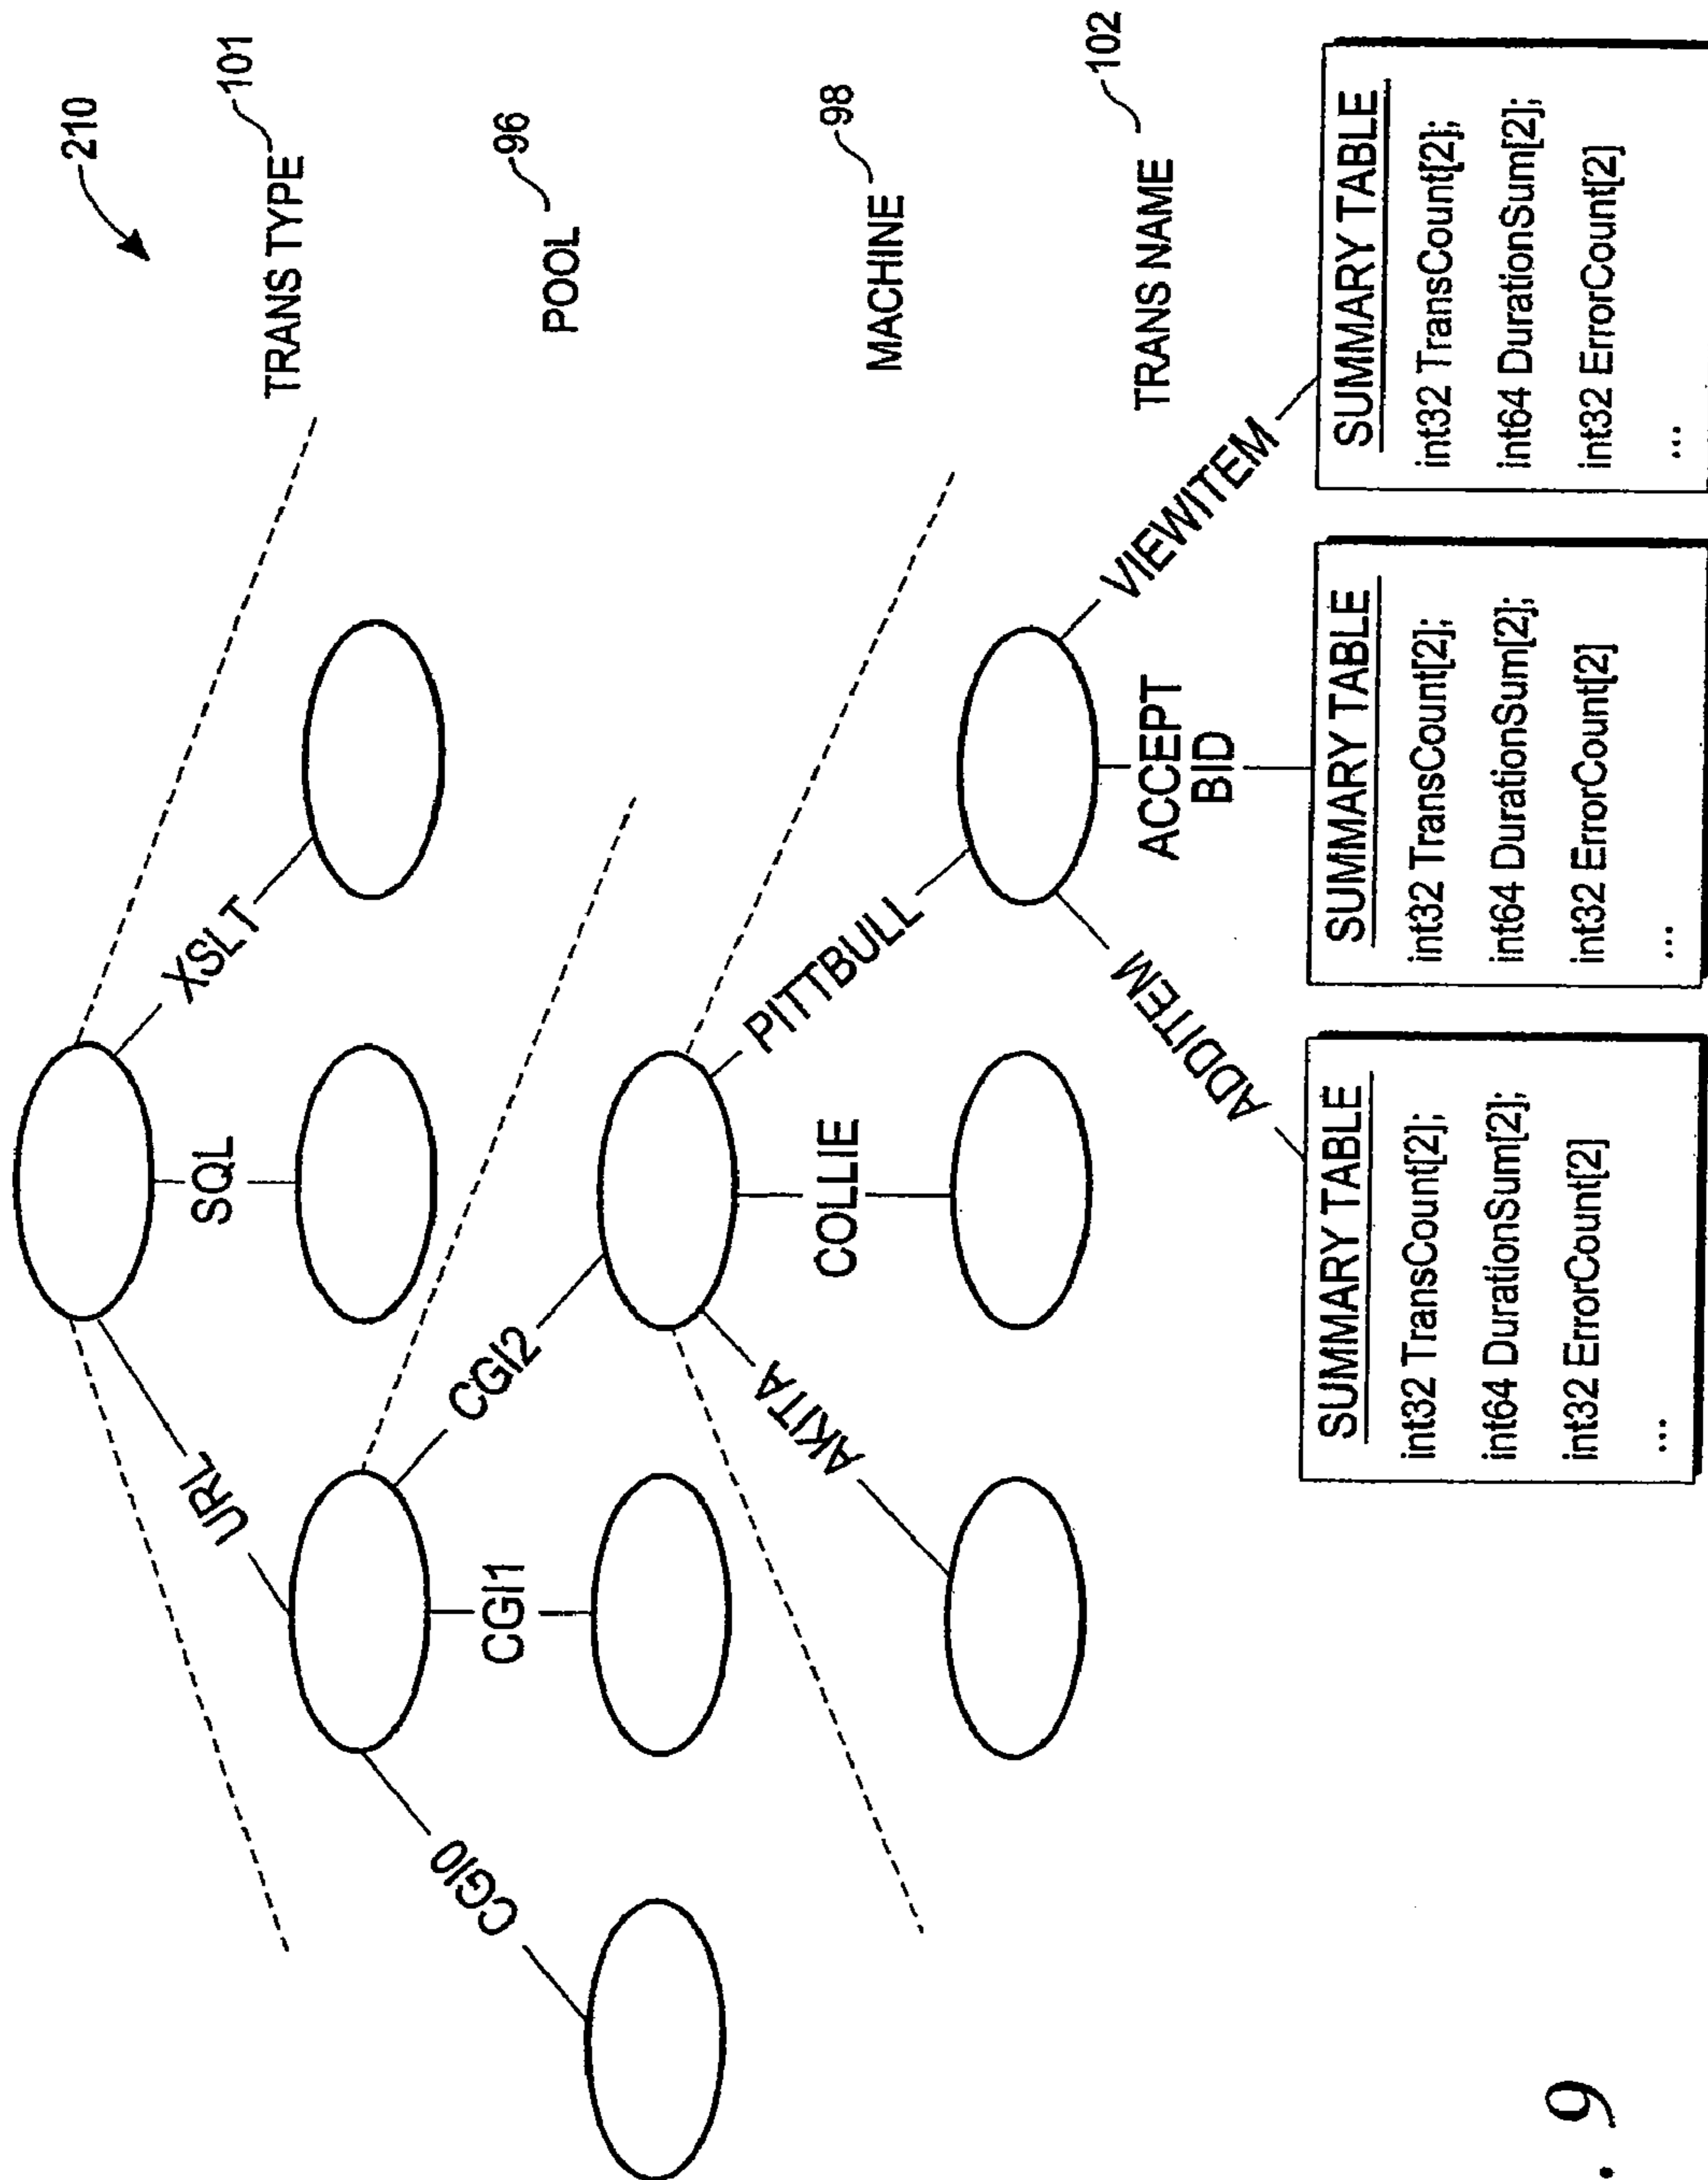 210
TRANS TYPE 101
URL
SQL
XSLT
POOL 96
CGI0
CGI1
CGI2
MACHINE 98
AKITA
COLLIE
PITTBULL
TRANS NAME 102
ADDITEM
ACCEPT
BID
VIEWITEM
SUMMARY TABLE
int32 TransCount[2];
int64 DurationSum[2];
int32 ErrorCount[2]
...
SUMMARY TABLE
int32 TransCount[2];
int64 DurationSum[2];
int32 ErrorCount[2]
...
SUMMARY TABLE
int32 TransCount[2];
int64 DurationSum[2];
int32 ErrorCount[2]
...
. 9